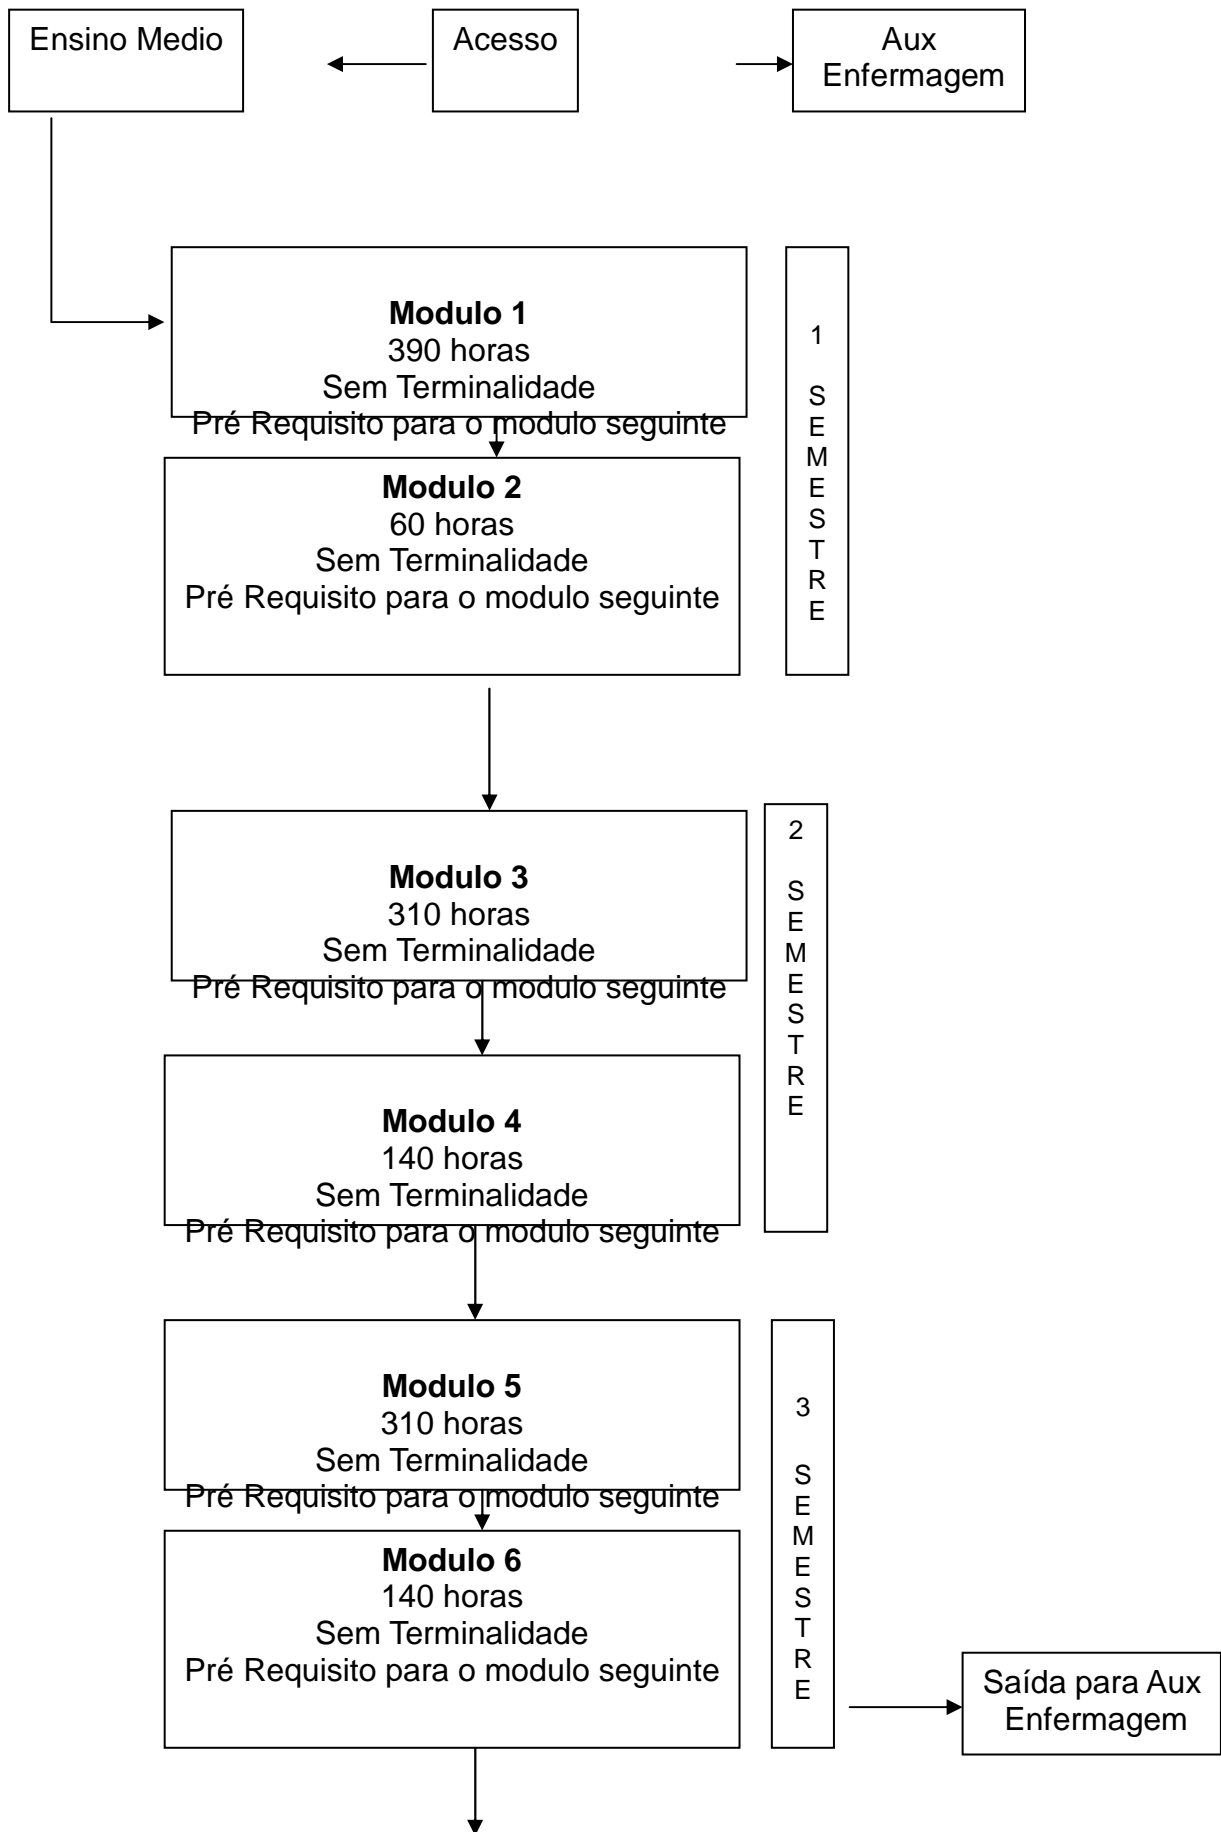 Ensino Medio
Acesso
Aux
Enfermagem
Modulo 1
390 horas
Sem Terminalidade
Pré Requisito para o modulo seguinte
Modulo 2
60 horas
Sem Terminalidade
Pré Requisito para o modulo seguinte
1
S
E
M
E
S
T
R
E
Modulo 3
310 horas
Sem Terminalidade
Pré Requisito para o modulo seguinte
Modulo 4
140 horas
Sem Terminalidade
Pré Requisito para o modulo seguinte
2
S
E
M
E
S
T
R
E
Modulo 5
310 horas
Sem Terminalidade
Pré Requisito para o modulo seguinte
Modulo 6
140 horas
Sem Terminalidade
Pré Requisito para o modulo seguinte
3
S
E
M
E
S
T
R
E
Saída para Aux
Enfermagem